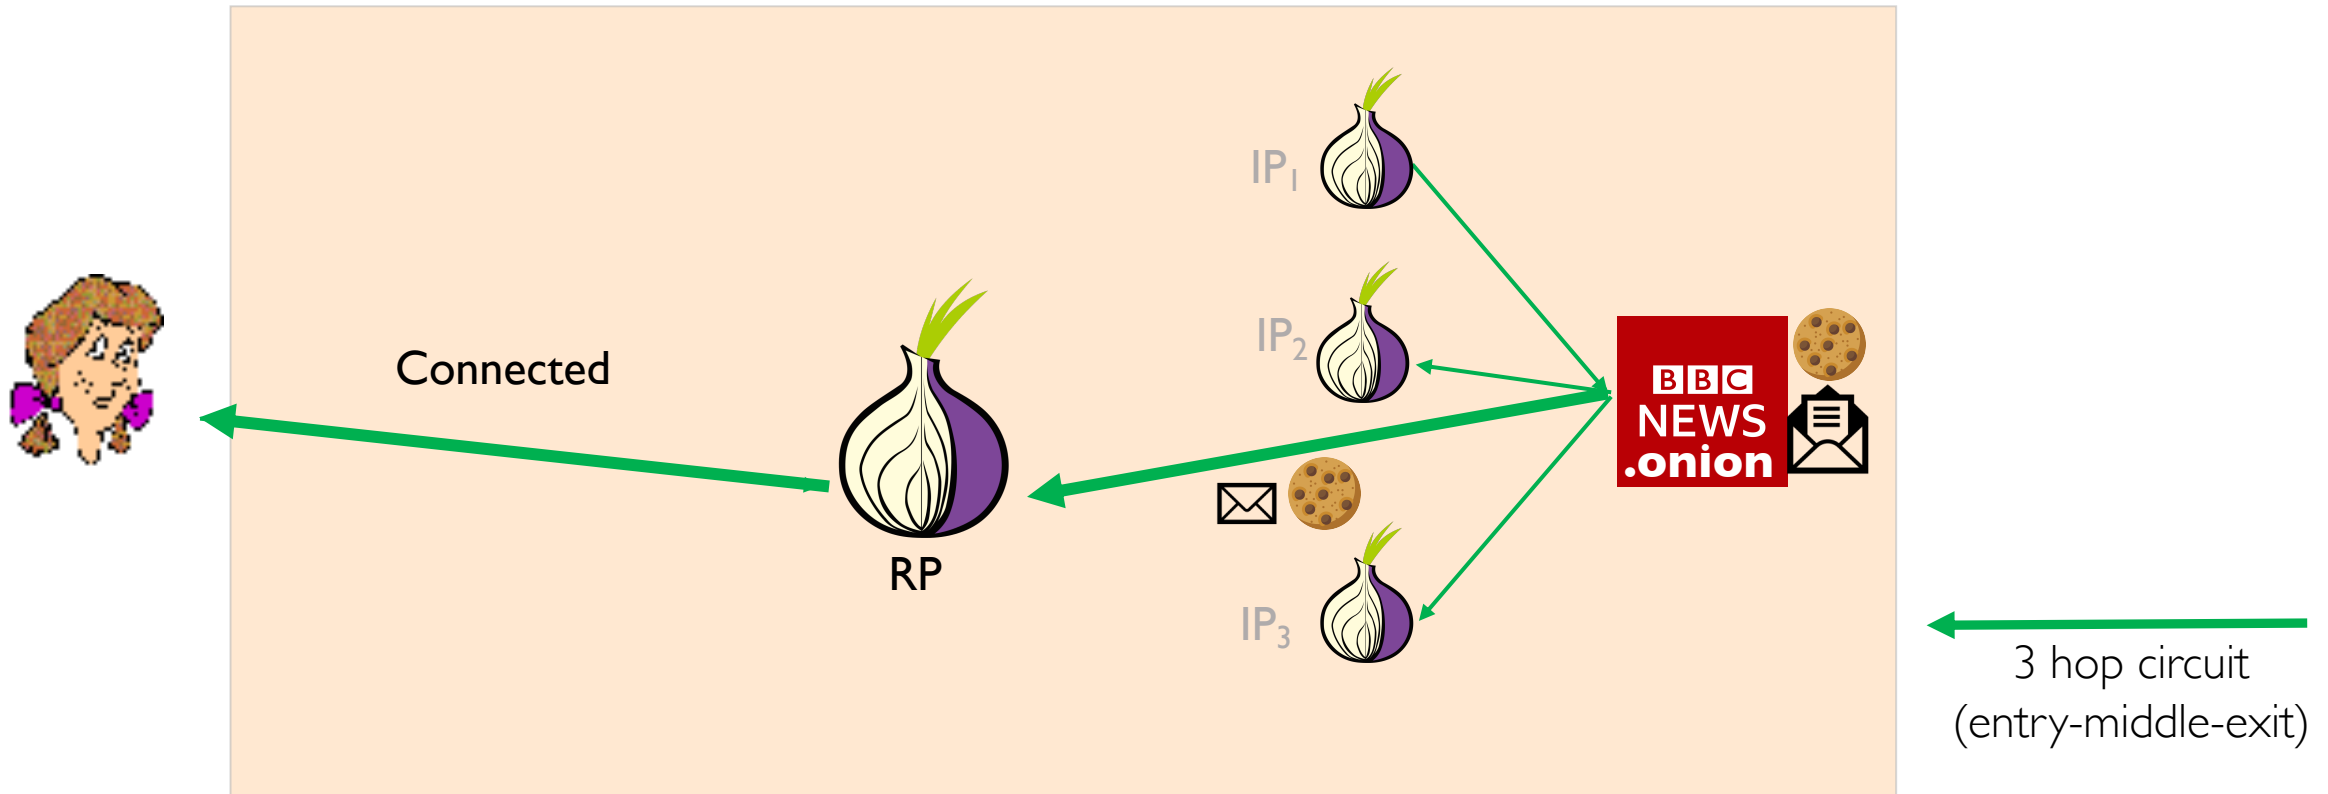 IP1
IP2
Connected
BBC
NEWS
.onion
RP
IP3
3 hop circuit
(entry-middle-exit)